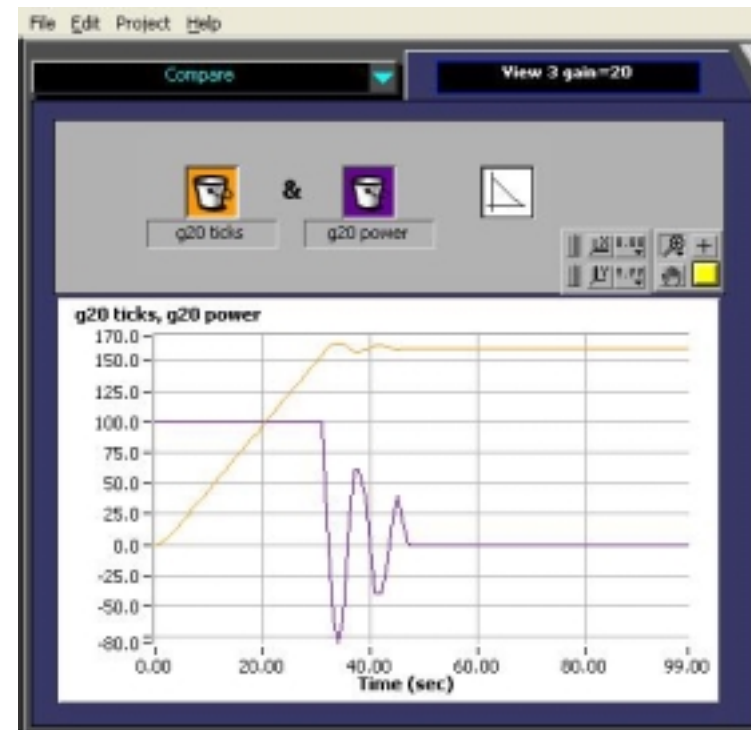 File Edit Project Help
Compare
View 3 gain=20
&
g20 ticks
g20 power
g20 ticks, g20 power
170.0
150.0
125.0
100.0
75.0
50.0
25.0
0.0
-25.0
-50.0
-80.0
0.00 20.00 40.00 60.00 80.00 99.00
Time (sec)